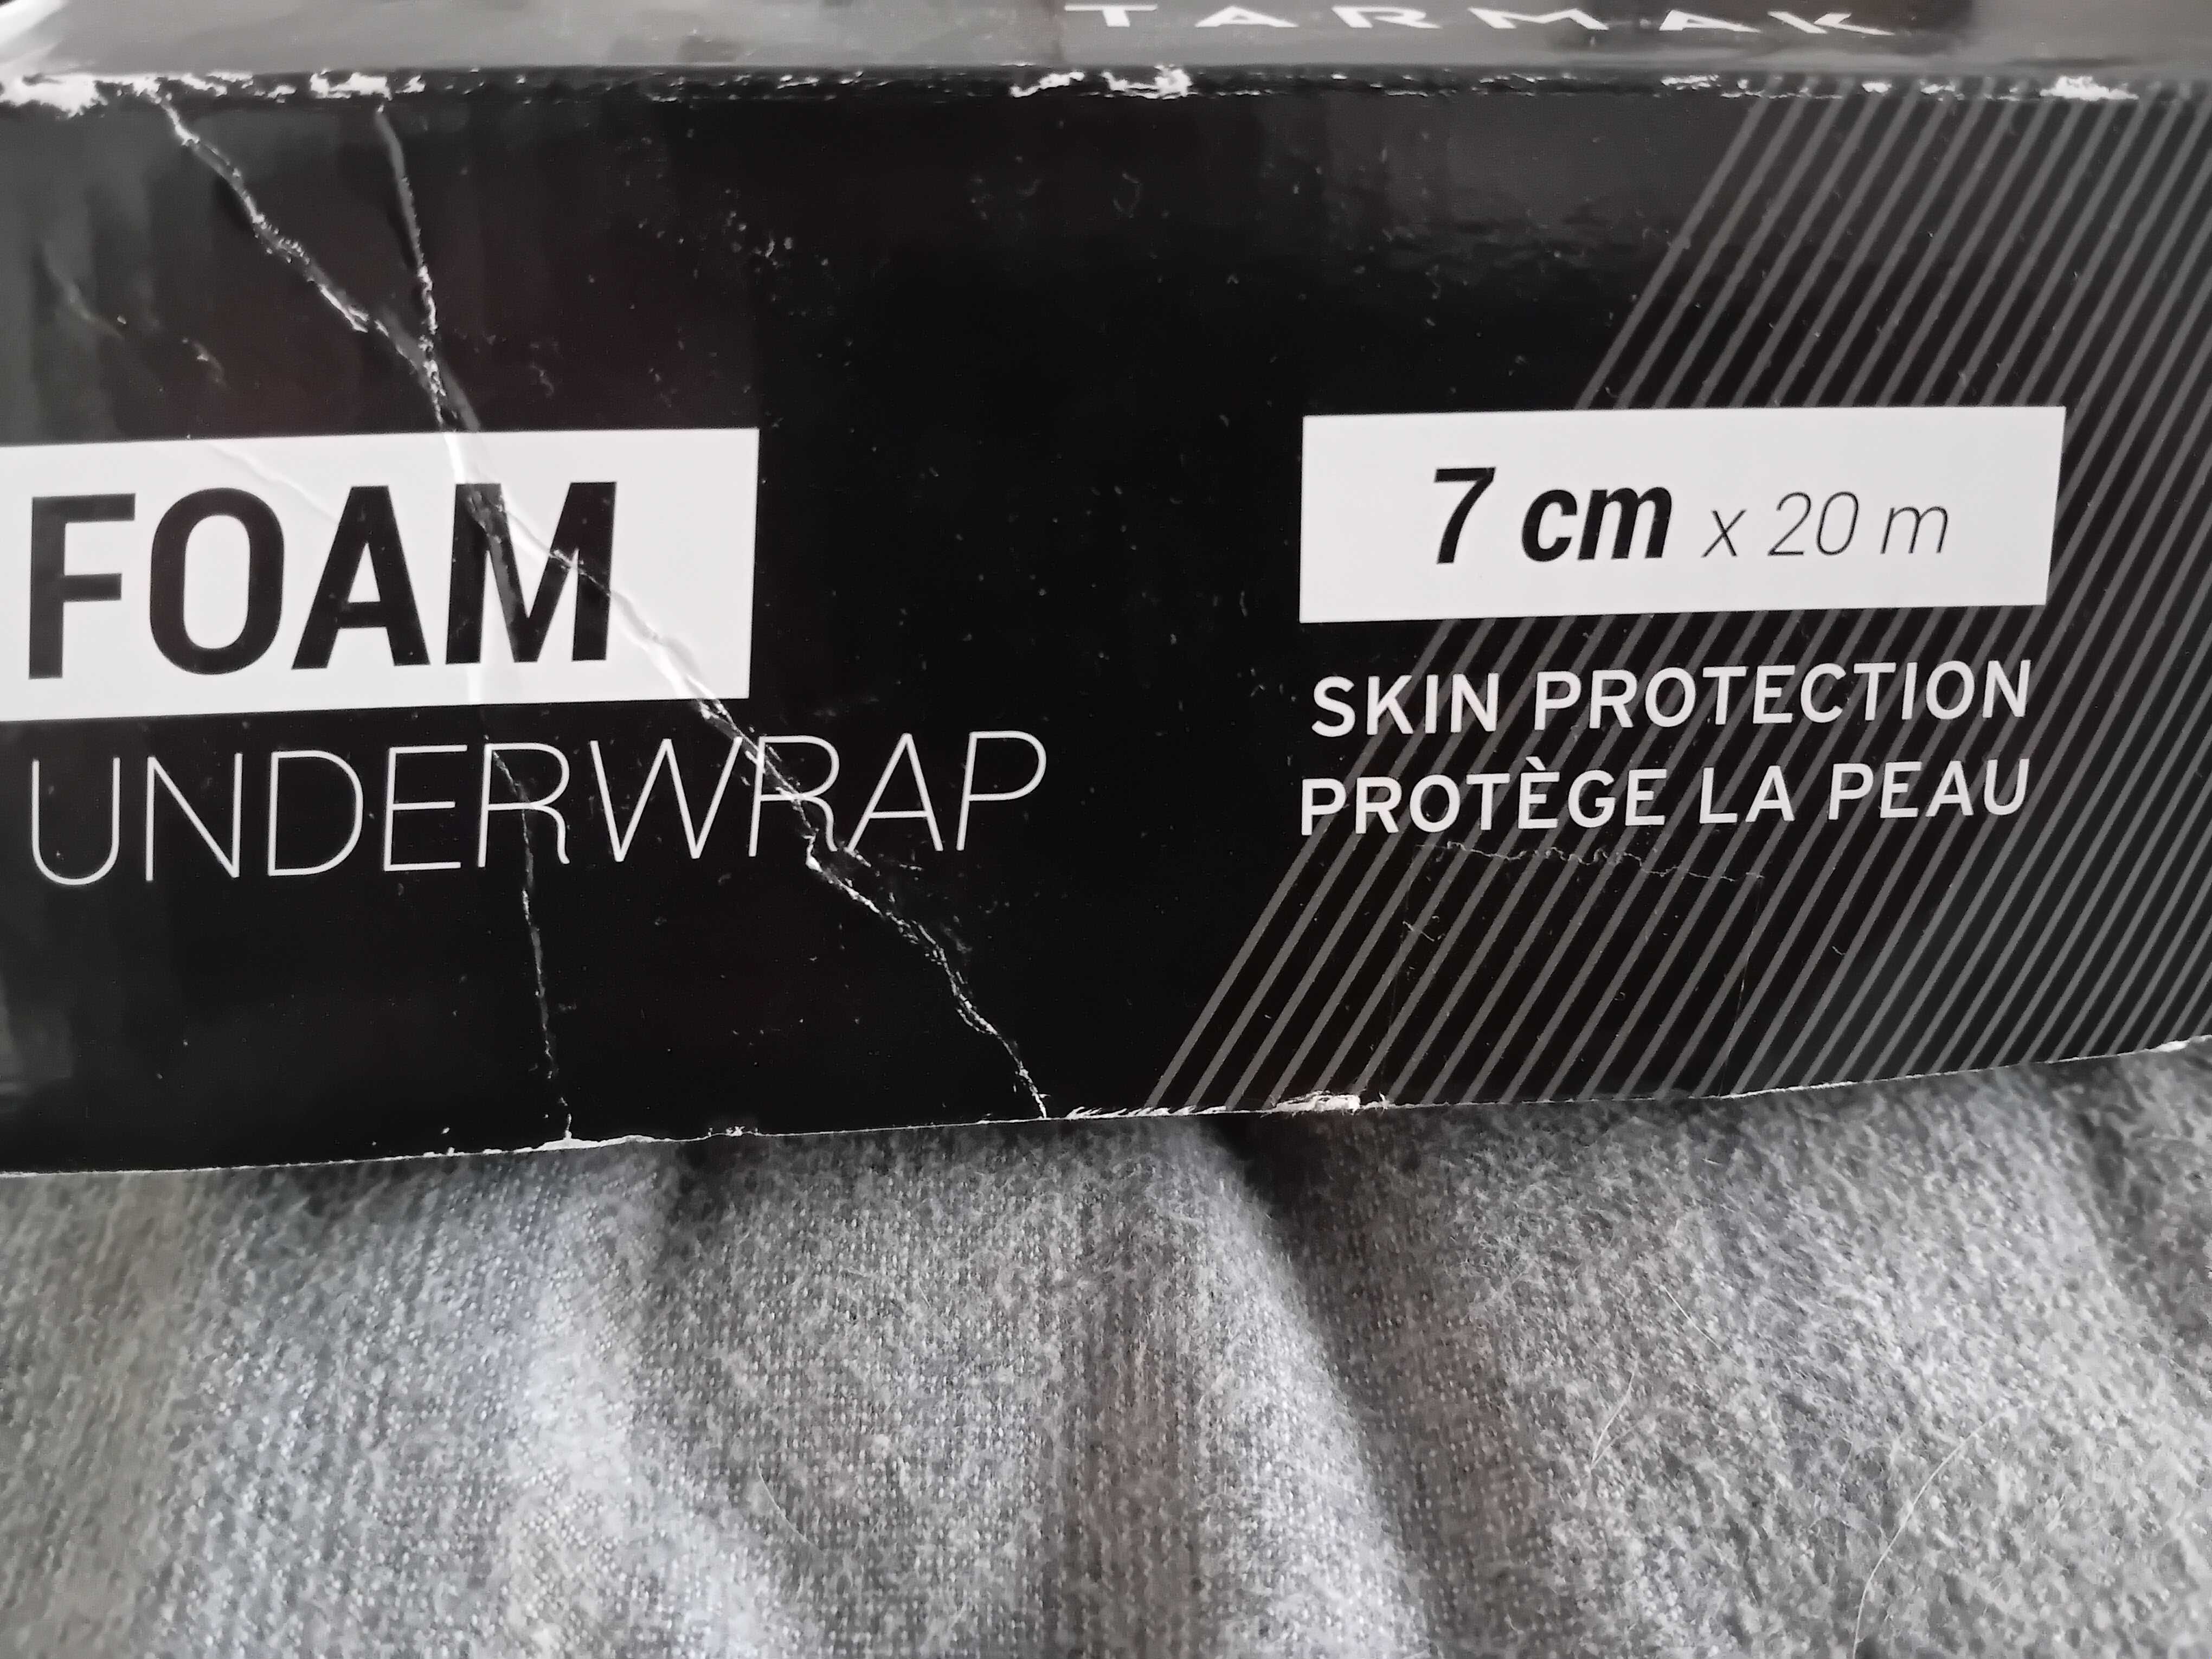 TARMAK
FOAM
UNDERWRAP
7 cm x 20 m
SKIN PROTECTION
PROTÈGE LA PEAU